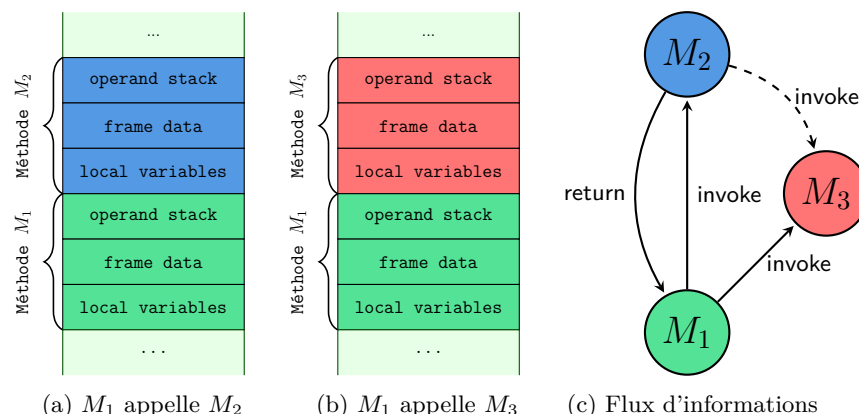 ...
operand stack
frame data
local variables
Méthode M₂
operand stack
frame data
local variables
Méthode M₁
...
(a) M₁ appelle M₂
...
operand stack
frame data
local variables
Méthode M₃
operand stack
frame data
local variables
Méthode M₁
...
(b) M₁ appelle M₃
M₂
invoke
return
invoke
M₃
invoke
M₁
(c) Flux d'informations